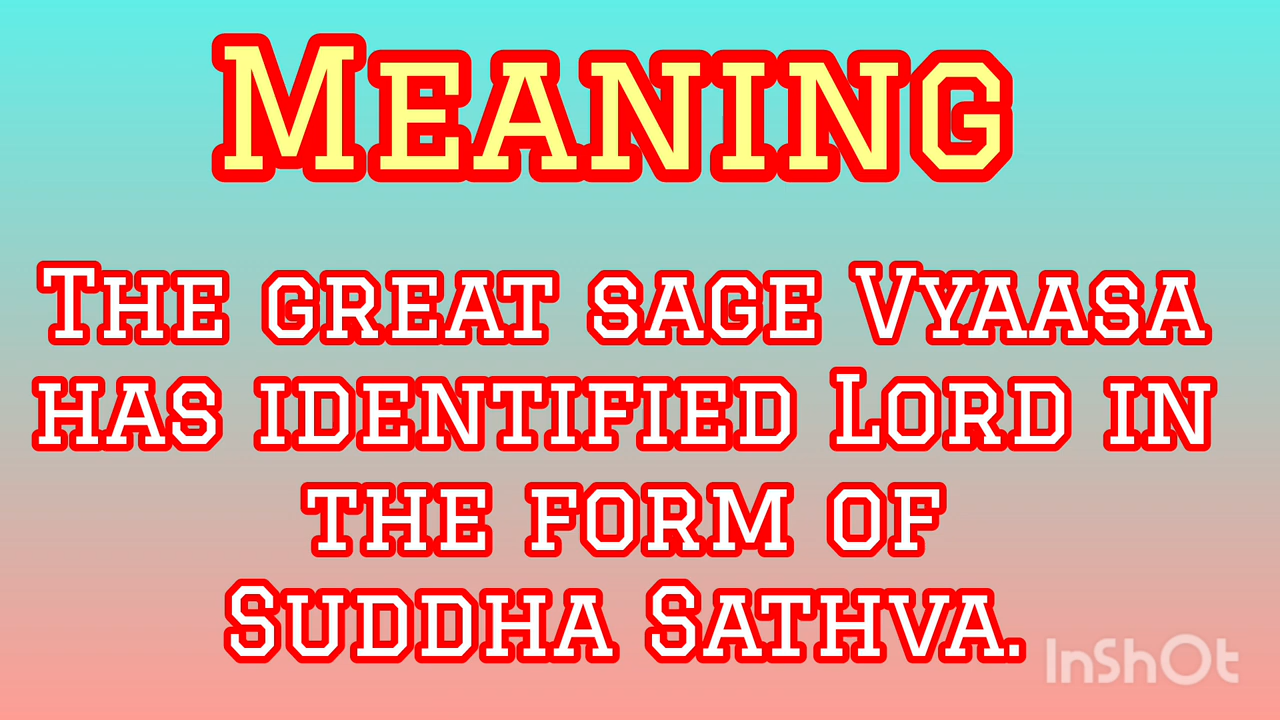 Meaning
The great sage Vyaasa
has identified Lord in
the form of
Suddha Sathva.
InShOt